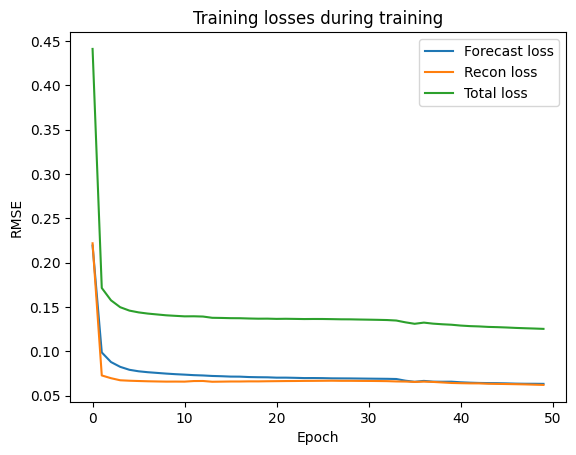 Training losses during training
0.45
0.40
0.35
0.30
0.25
0.20
0.15
0.10
0.05
RMSE
Forecast loss
Recon loss
Total loss
0
10
20
30
40
50
Epoch